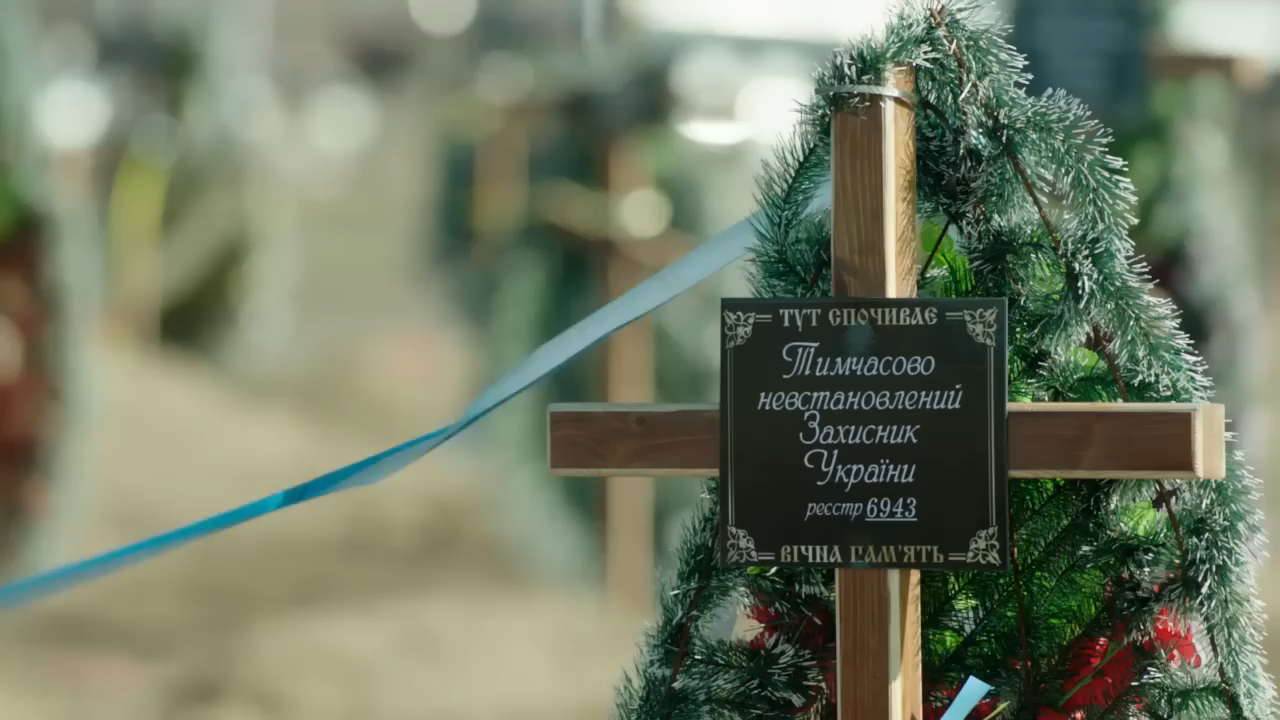 ТУТ СПОЧИВАЄ
Тимчасово
невстановлений
Захисник
України
реєстр 6943
ВІЧНА ПАМ'ЯТЬ